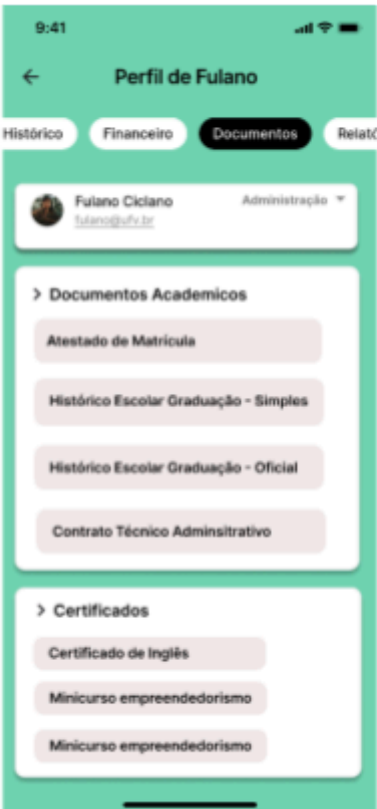 9:41
Perfil de Fulano
Histórico Financeiro Documentos Relató
Fulano Ciclano Administração
fulano@ufv.br
> Documentos Academicos
Atestado de Matrícula
Histórico Escolar Graduação - Simples
Histórico Escolar Graduação - Oficial
Contrato Técnico Adminsitrativo
> Certificados
Certificado de Inglês
Minicurso empreendedorismo
Minicurso empreendedorismo